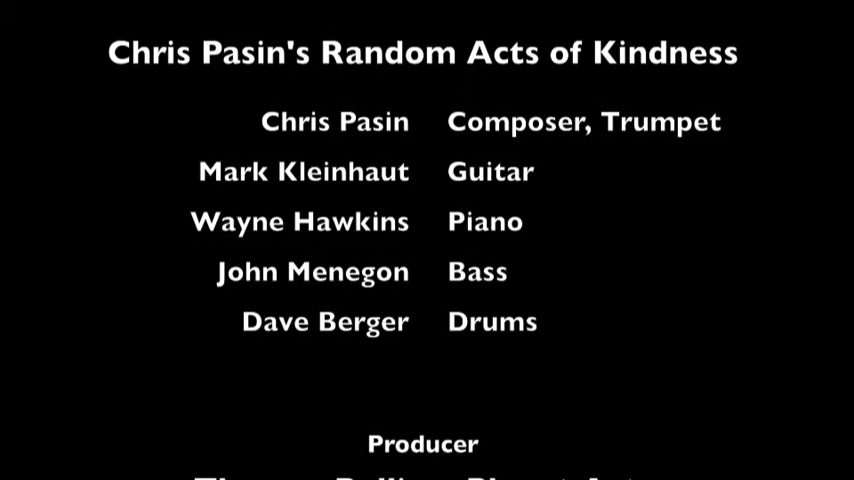 Chris Pasin's Random Acts of Kindness
Chris Pasin Composer, Trumpet
Mark Kleinhaut Guitar
Wayne Hawkins Piano
John Menegon Bass
Dave Berger Drums
Producer